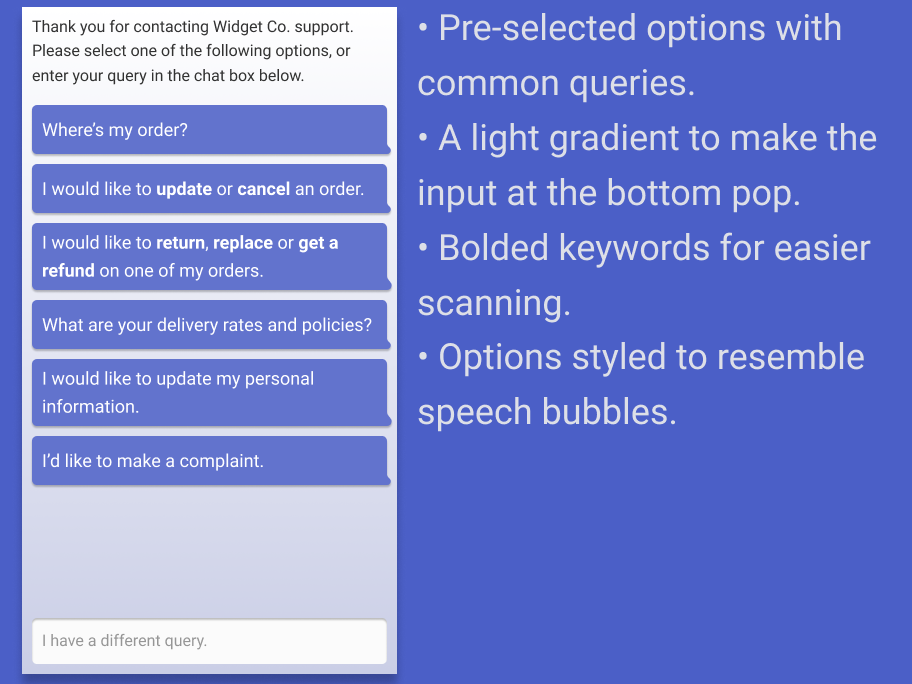 Thank you for contacting Widget Co. support.
Please select one of the following options, or
enter your query in the chat box below.
Where’s my order?
I would like to update or cancel an order.
I would like to return, replace or get a
refund on one of my orders.
What are your delivery rates and policies?
I would like to update my personal
information.
I’d like to make a complaint.
I have a different query.
• Pre-selected options with
common queries.
• A light gradient to make the
input at the bottom pop.
• Bolded keywords for easier
scanning.
• Options styled to resemble
speech bubbles.